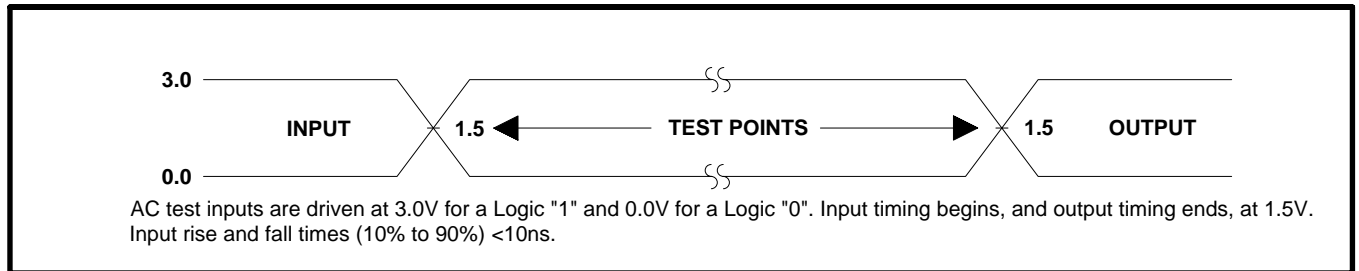 3.0
INPUT 1.5 TEST POINTS 1.5 OUTPUT
0.0
AC test inputs are driven at 3.0V for a Logic "1" and 0.0V for a Logic "0". Input timing begins, and output timing ends, at 1.5V.
Input rise and fall times (10% to 90%) <10ns.